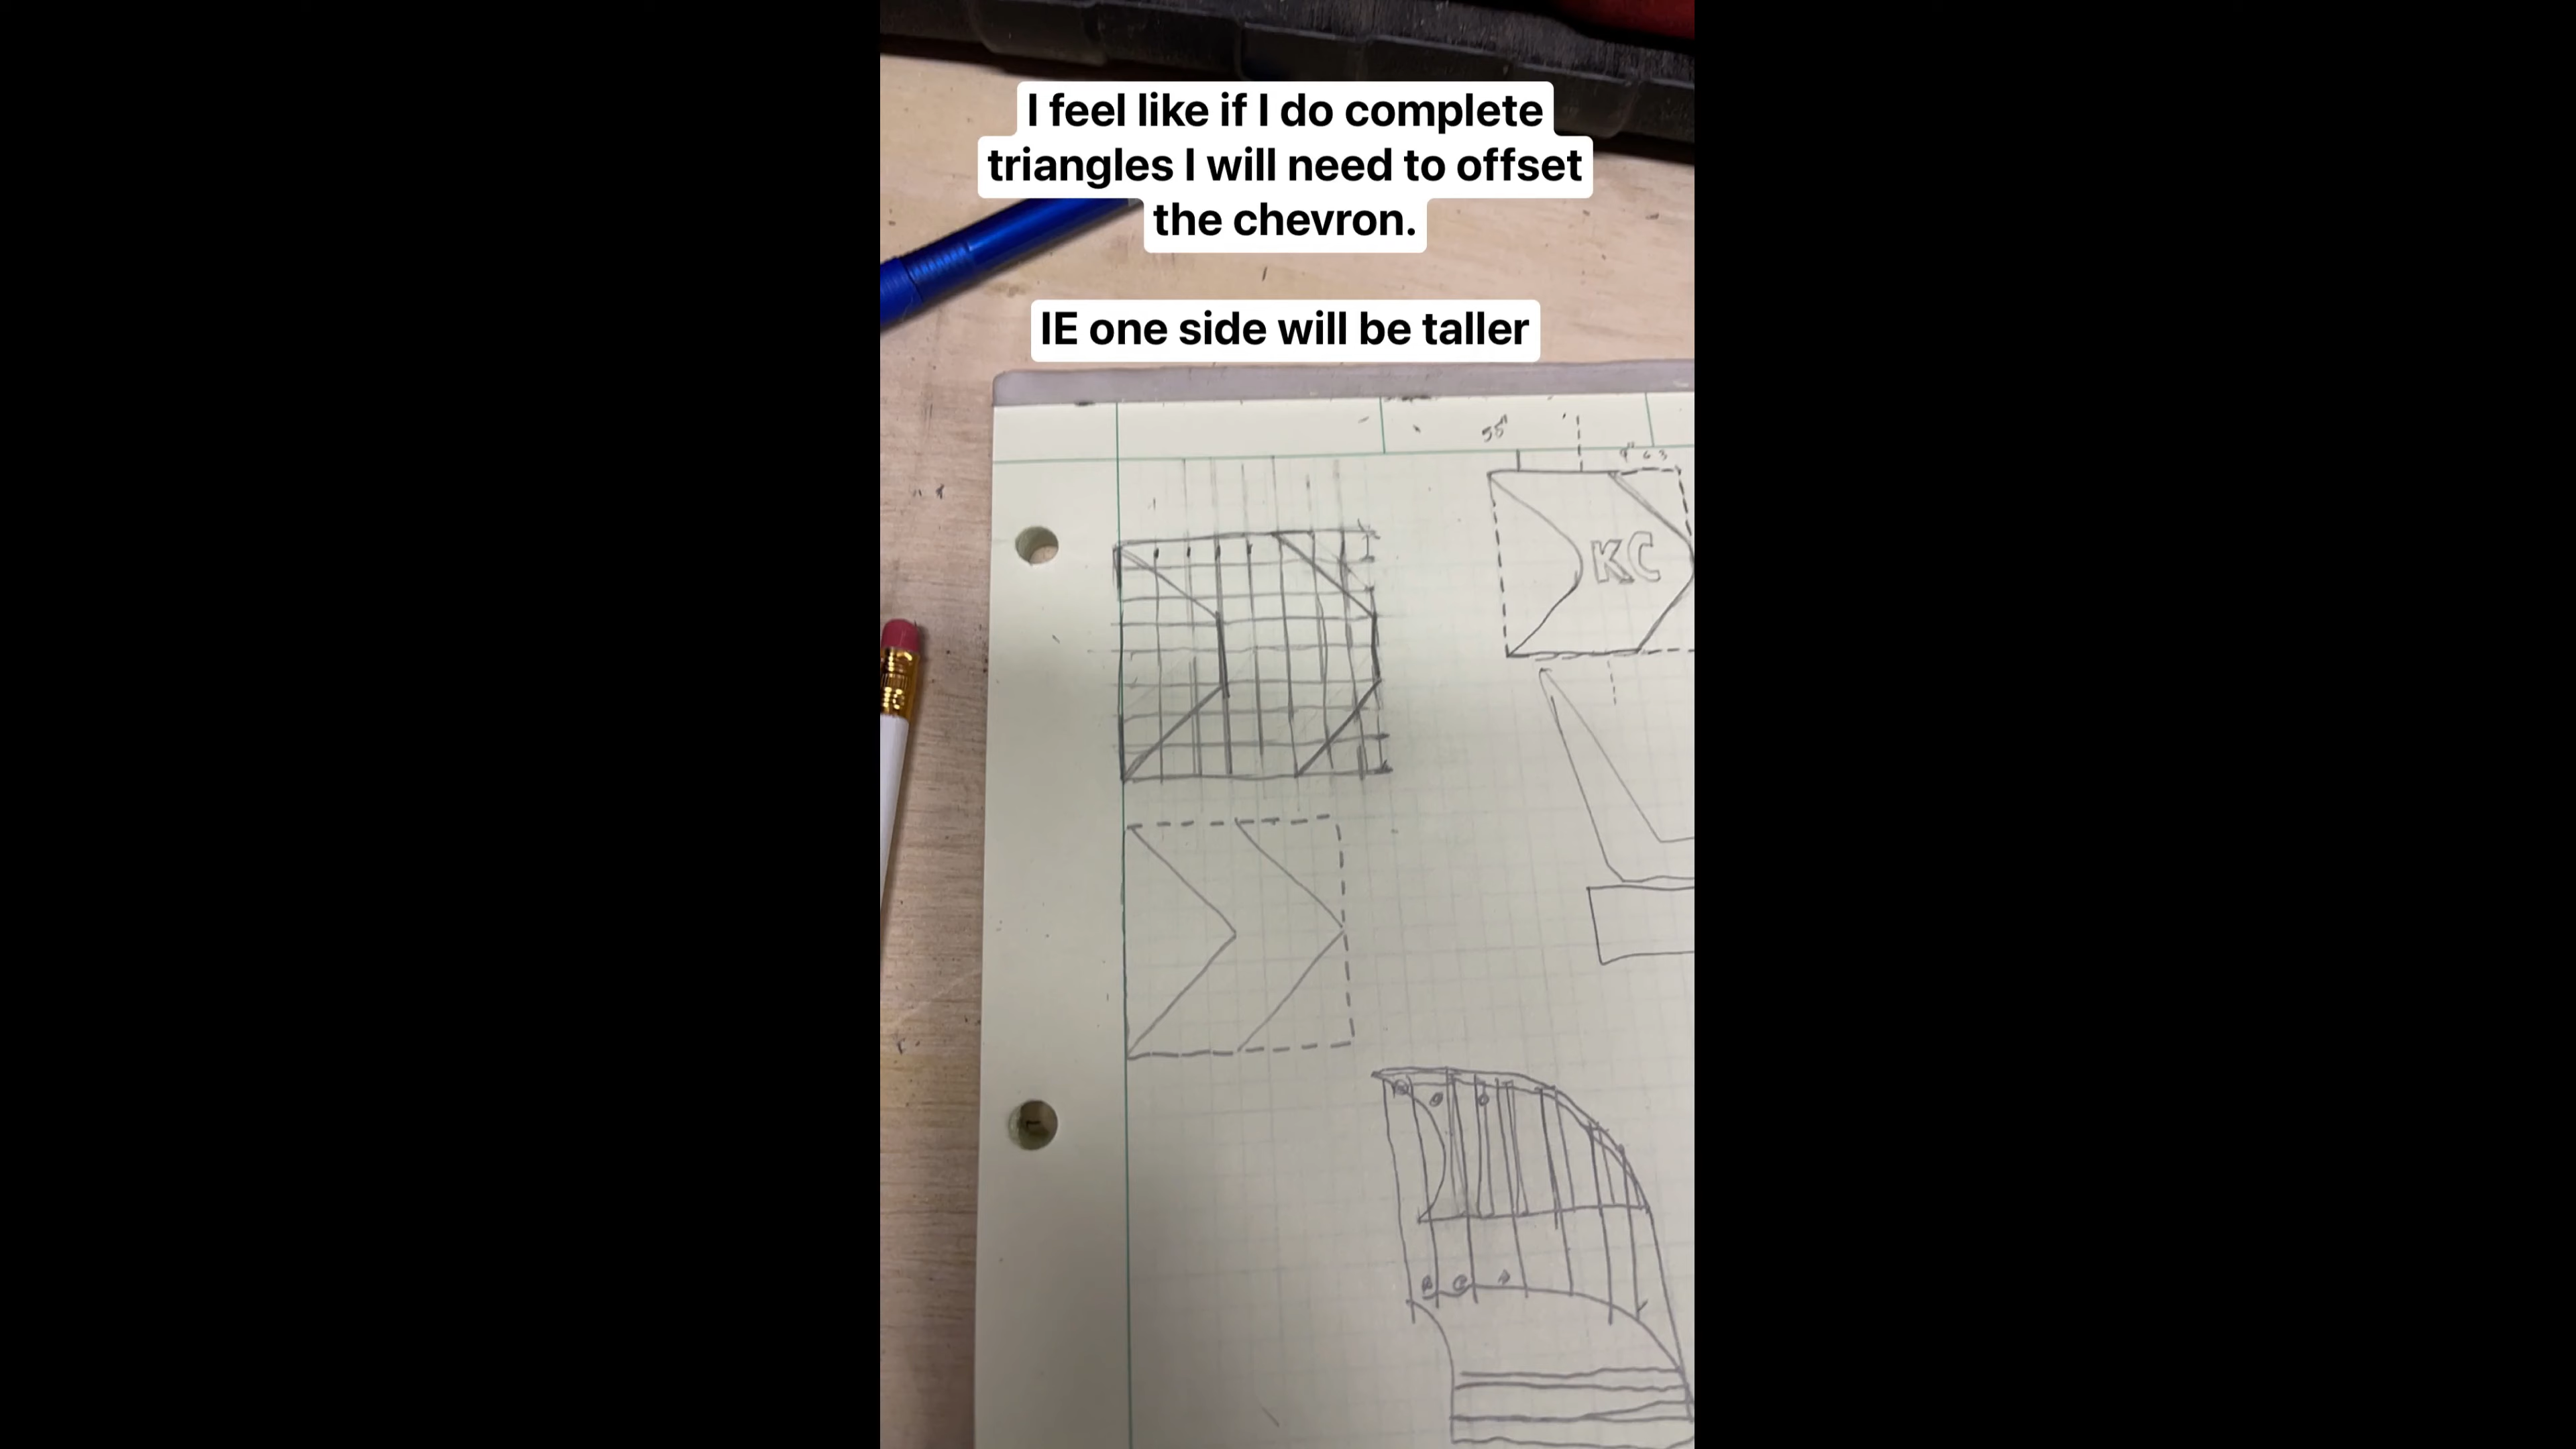 I feel like if I do complete
triangles I will need to offset
the chevron.
IE one side will be taller
55"
KC